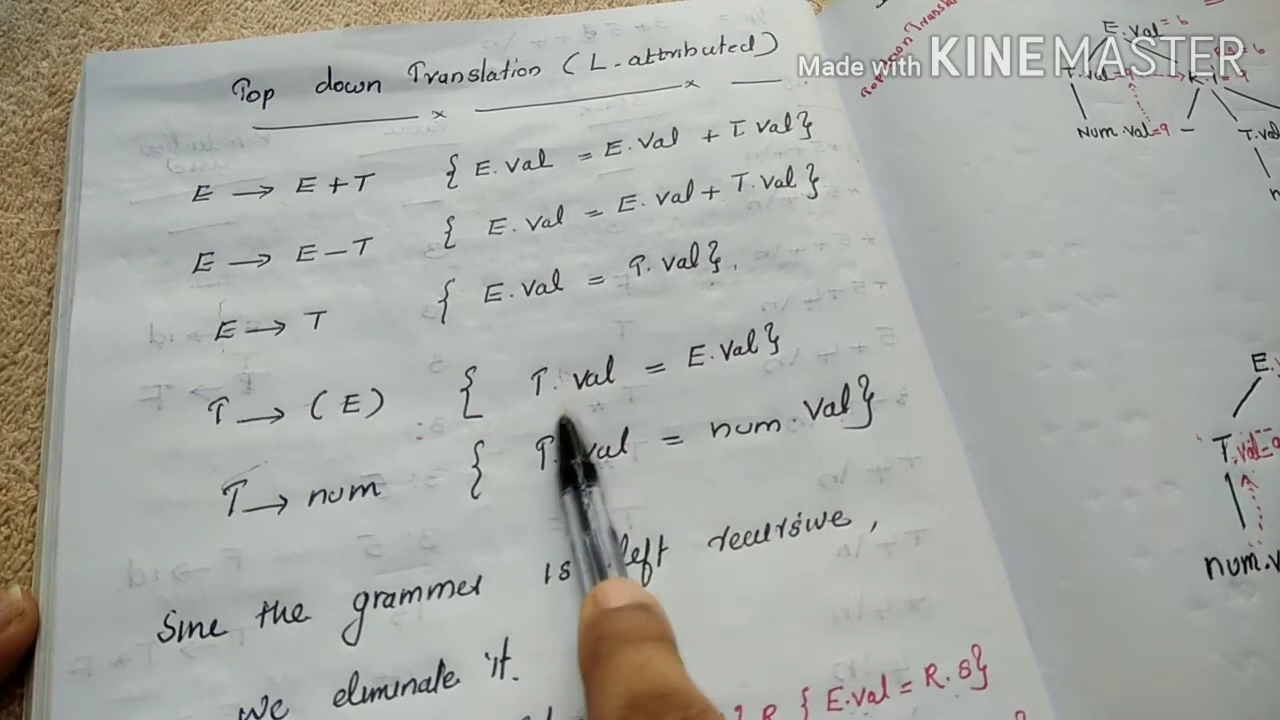 Top down Translation (L-attributed)
E → E+T { E.val = E.val + T.val}
E → E-T { E.val = E.val + T.val}
E → T { E.val = T.val}.
T → (E) { T.val = E.val}
T → num { T.val = num.val}
Sine the grammer is left recursive,
we eliminate it.
R { E.val = R.s}
Made with KINEMASTER
E.val = 6
Num.val=9 -
T.val
E.
T.val=9
num.v